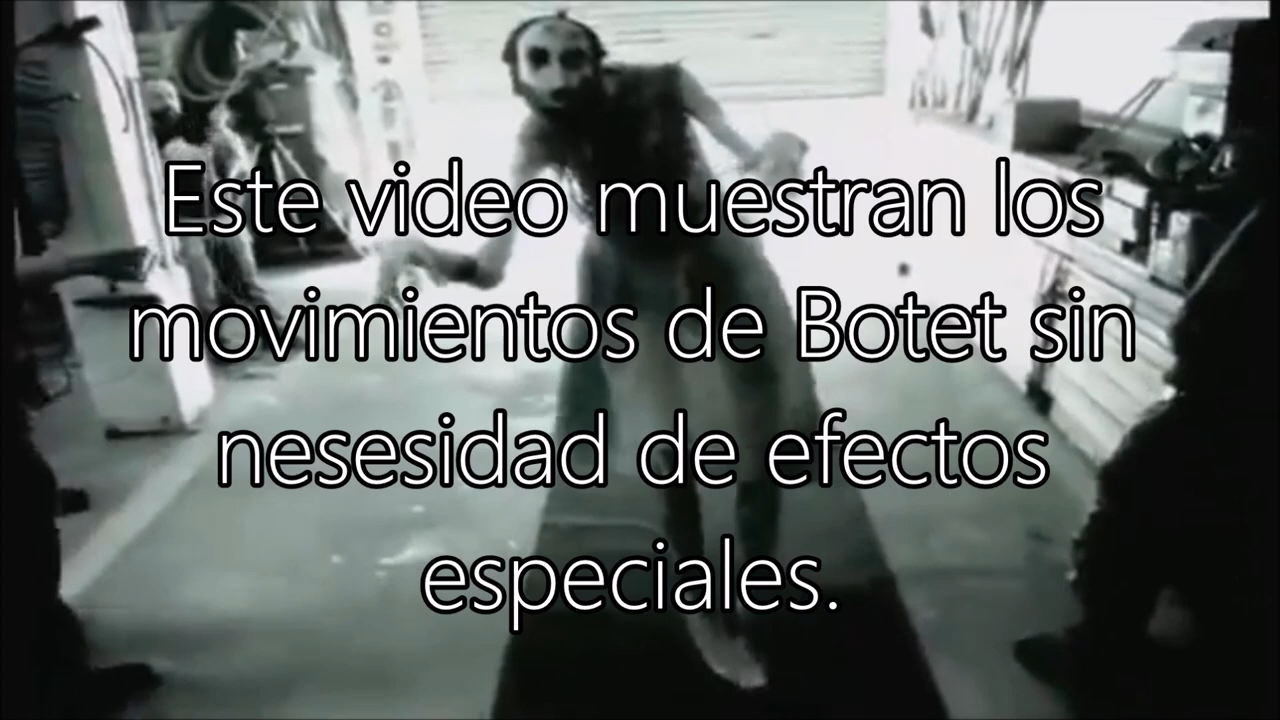 Este video muestran los
movimientos de Botet sin
nesesidad de efectos
especiales.